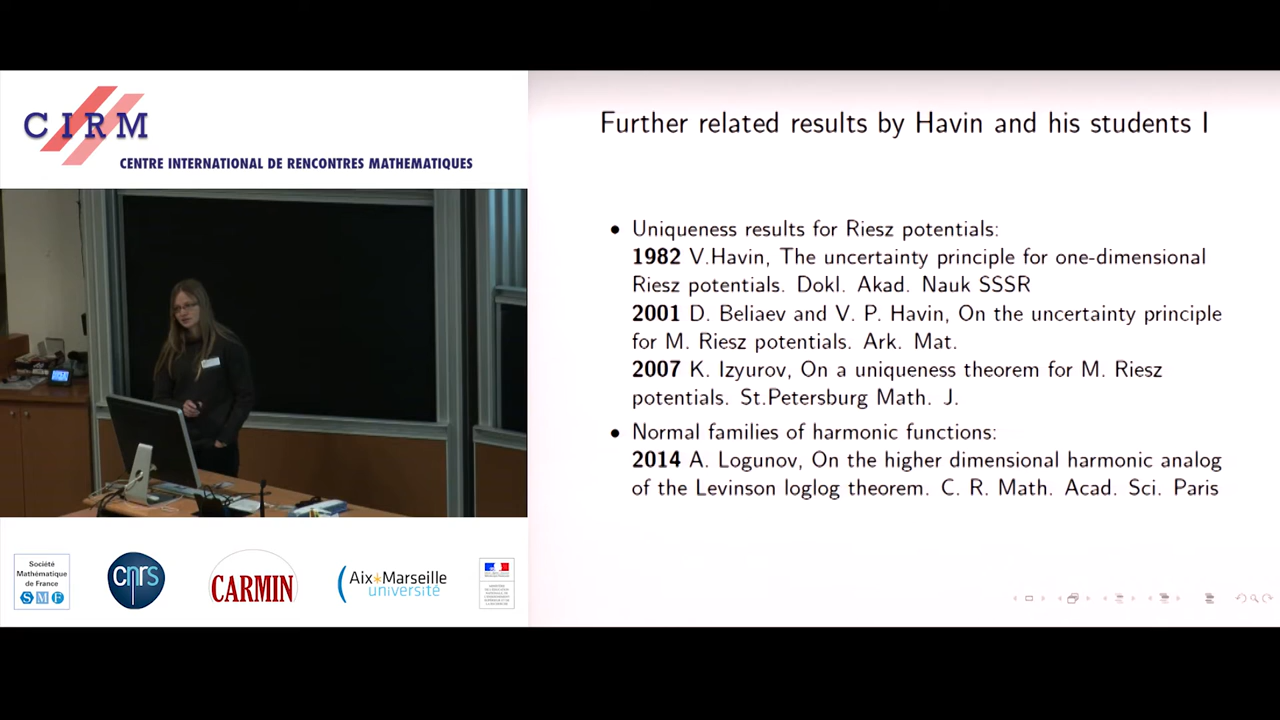 CIRM
CENTRE INTERNATIONAL DE RENCONTRES MATHEMATIQUES
Further related results by Havin and his students I
• Uniqueness results for Riesz potentials:
1982 V.Havin, The uncertainty principle for one-dimensional
Riesz potentials. Dokl. Akad. Nauk SSSR
2001 D. Beliaev and V. P. Havin, On the uncertainty principle
for M. Riesz potentials. Ark. Mat.
2007 K. Izyurov, On a uniqueness theorem for M. Riesz
potentials. St.Petersburg Math. J.
• Normal families of harmonic functions:
2014 A. Logunov, On the higher dimensional harmonic analog
of the Levinson loglog theorem. C. R. Math. Acad. Sci. Paris
Société
Mathématique
de France
SMF
cnrs
CARMIN
Aix*Marseille
université